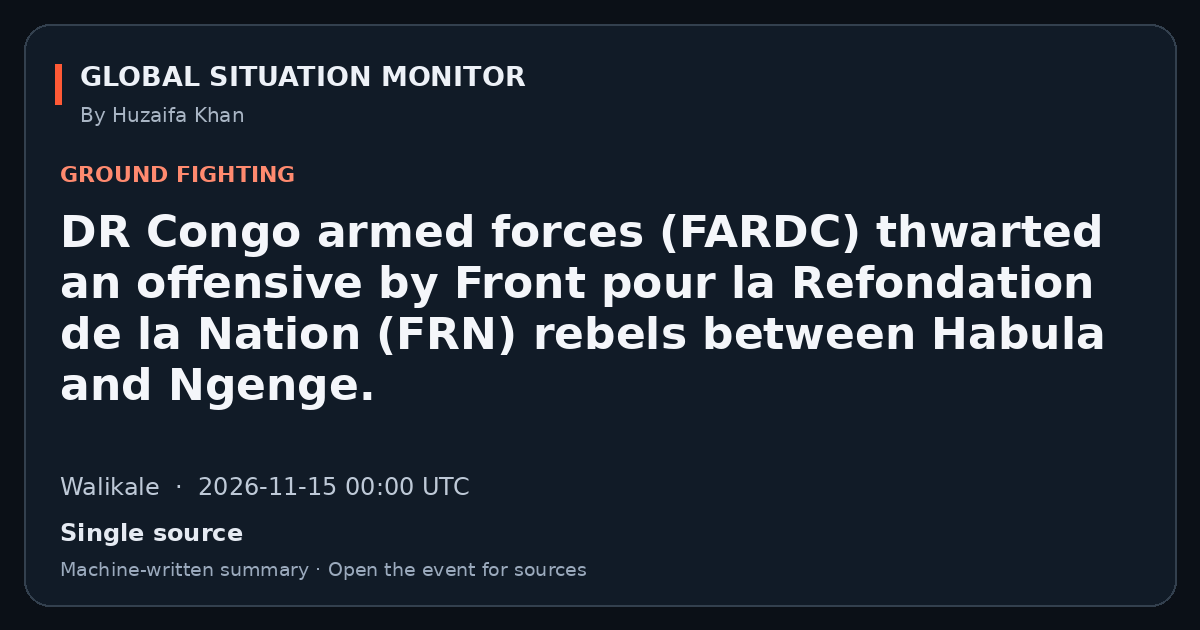 GLOBAL SITUATION MONITOR
By Huzaifa Khan
GROUND FIGHTING
DR Congo armed forces (FARDC) thwarted
an offensive by Front pour la Refondation
de la Nation (FRN) rebels between Habula
and Ngenge.
Walikale · 2026-11-15 00:00 UTC
Single source
Machine-written summary · Open the event for sources